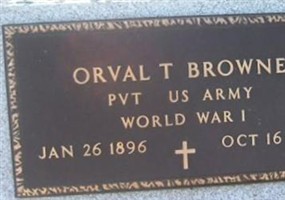 ORVAL T BROWNE
PVT US ARMY
WORLD WAR I
JAN 26 1896 OCT 16